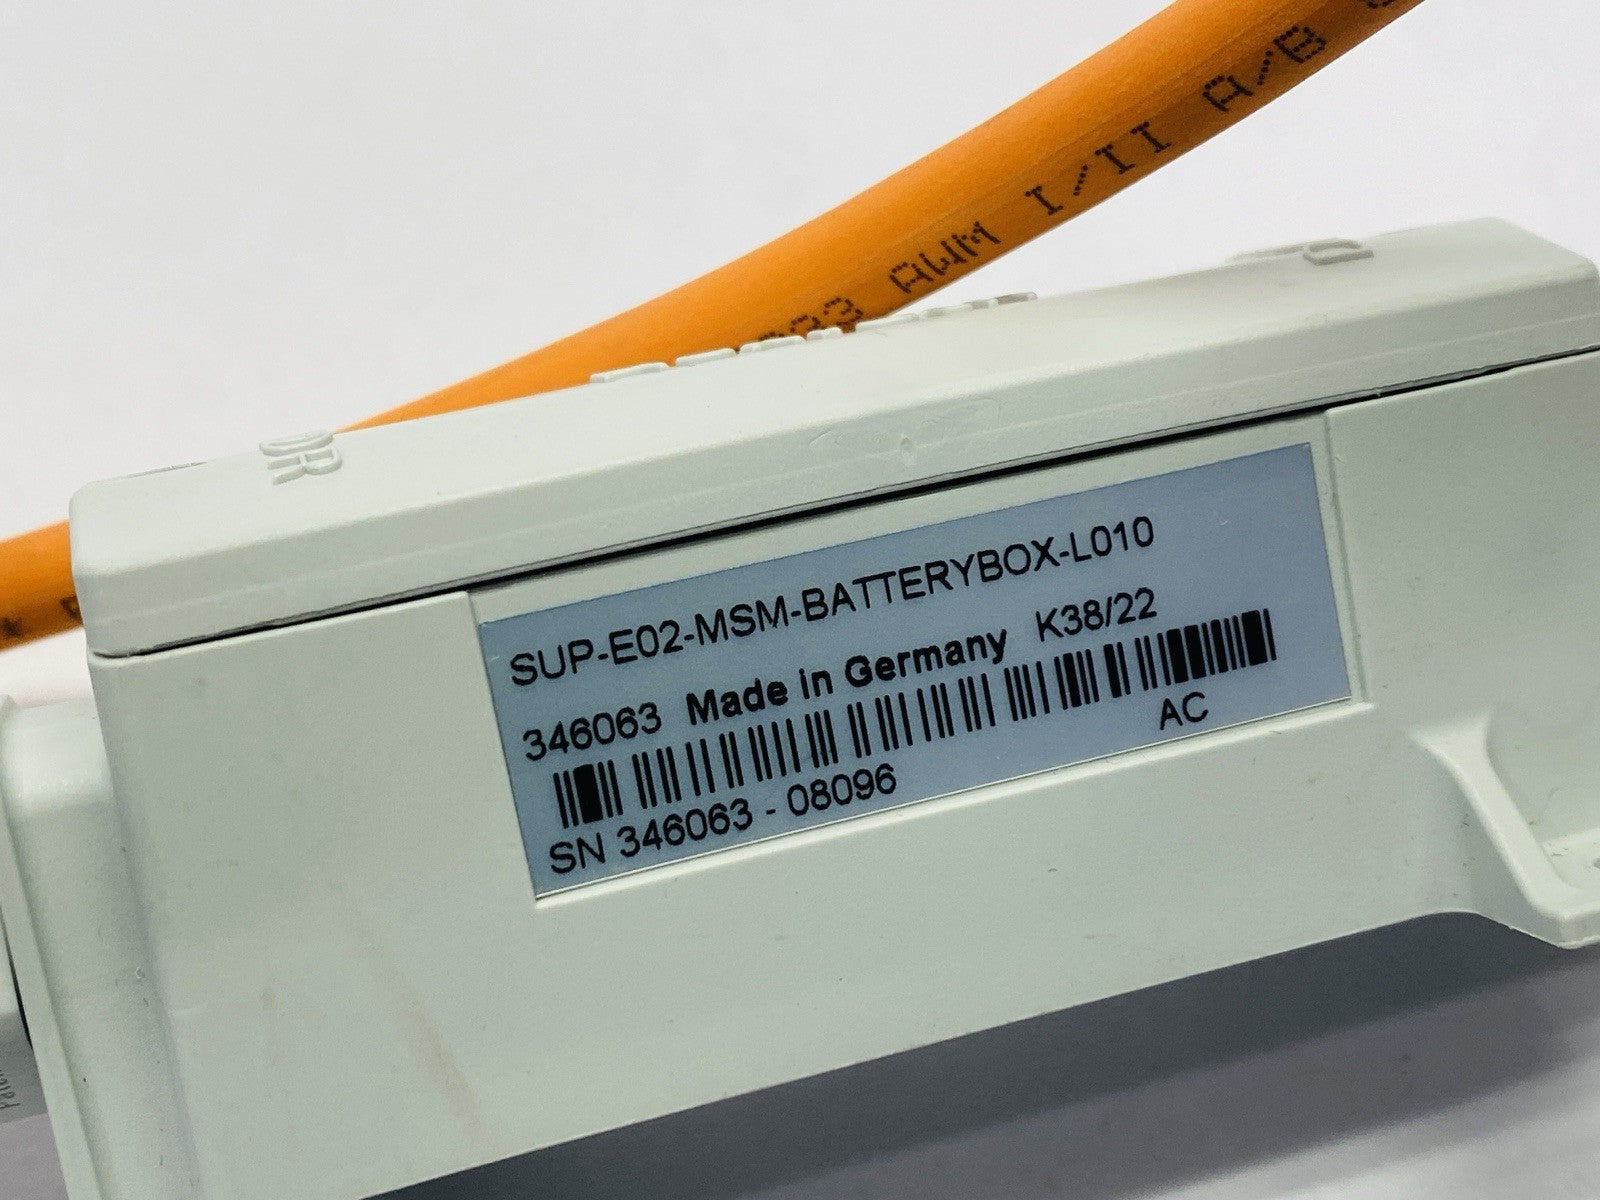 AWM I/II A/B
SUP-E02-MSM-BATTERYBOX-L010
346063 Made in Germany K38/22
AC
SN 346063 - 08096